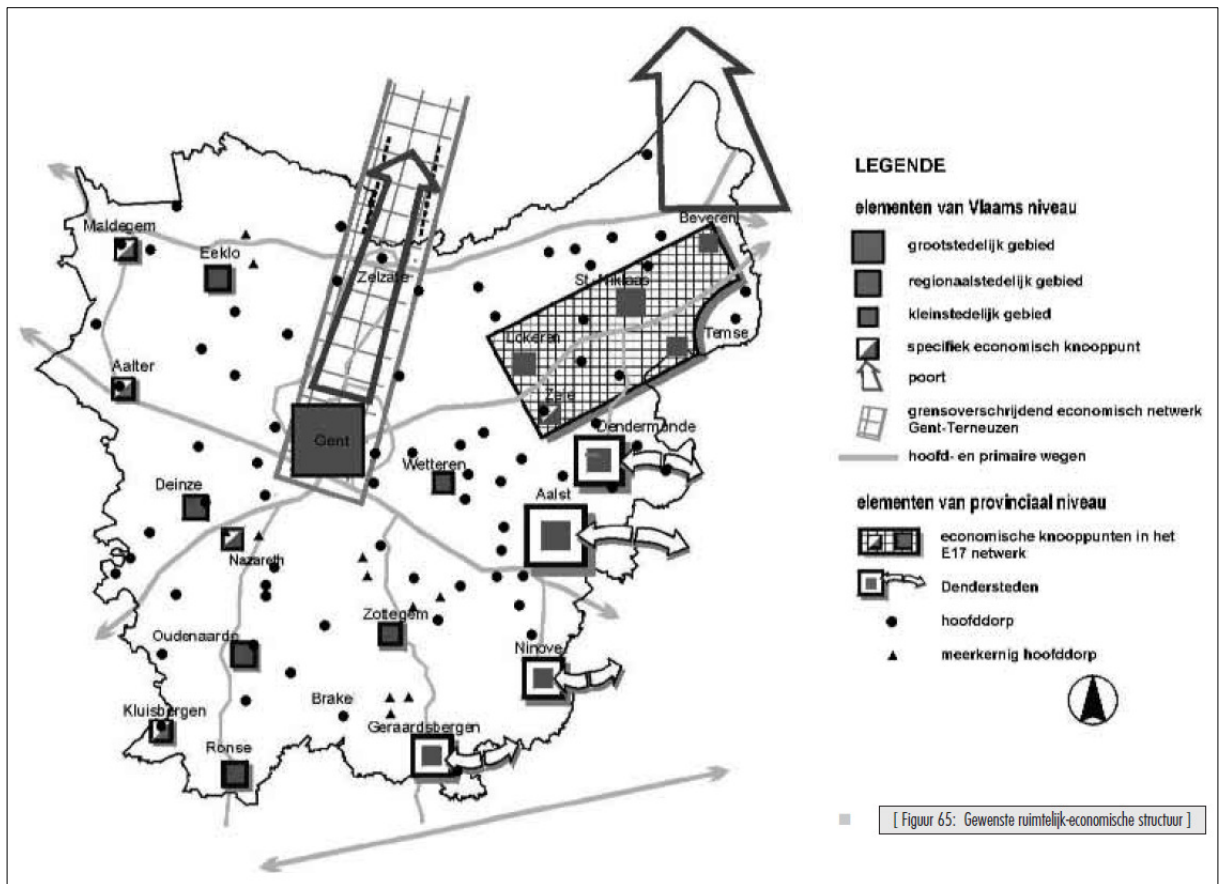 Maldegem
Eeklo
Zelzate
Beveren
St.-Niklaas
Temse
Lokeren
Zele
Aalter
Gent
Dendermonde
Wetteren
Aalst
Deinze
Nazareth
Zottegem
Oudenaarde
Ninove
Brake
Kluisbergen
Geraardsbergen
Ronse
LEGENDE
elementen van Vlaams niveau
grootstedelijk gebied
regionaalstedelijk gebied
kleinstedelijk gebied
specifiek economisch knooppunt
poort
grensoverschrijdend economisch netwerk
Gent-Terneuzen
hoofd- en primaire wegen
elementen van provinciaal niveau
economische knooppunten in het
E17 netwerk
Dendersteden
hoofddorp
meerkernig hoofddorp
[ Figuur 65: Gewenste ruimtelijk-economische structuur ]